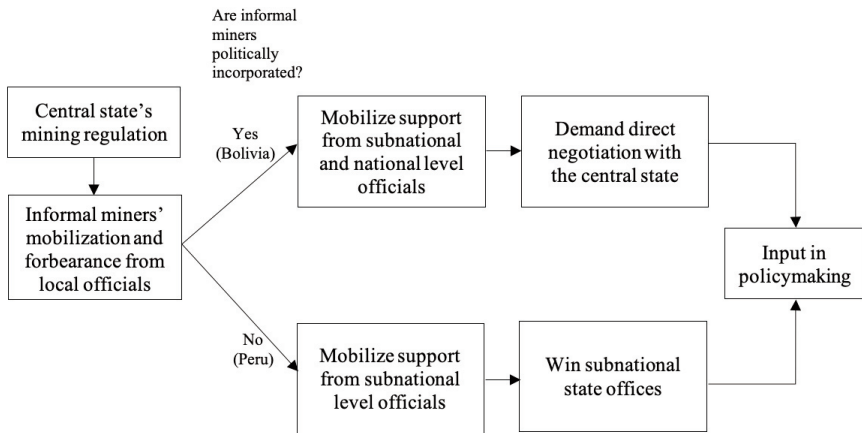 Are informal
miners
politically
incorporated?
Central state's
mining regulation
Informal miners'
mobilization and
forbearance from
local officials
Yes
(Bolivia)
Mobilize support
from subnational
and national level
officials
Demand direct
negotiation with
the central state
No
(Peru)
Mobilize support
from subnational
level officials
Win subnational
state offices
Input in
policymaking